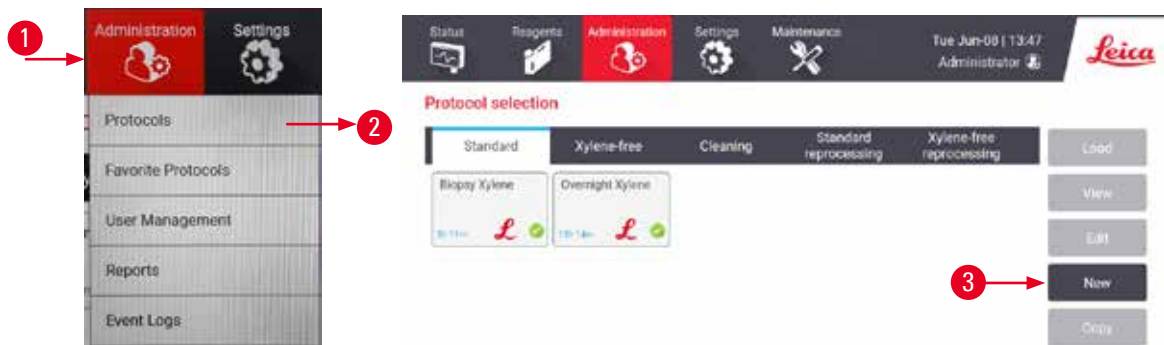 1
Administration
Settings
Protocols
2
Favorite Protocols
User Management
Reports
Event Logs
Status
Reagents
Administration
Settings
Maintenance
Tue Jun-08 | 13:47
Administrator
Leica
Protocol selection
Standard
Xylene-free
Cleaning
Standard
reprocessing
Xylene-free
reprocessing
Load
View
Edit
3
New
Copy
Biopsy Xylene
Overnight Xylene
L
L